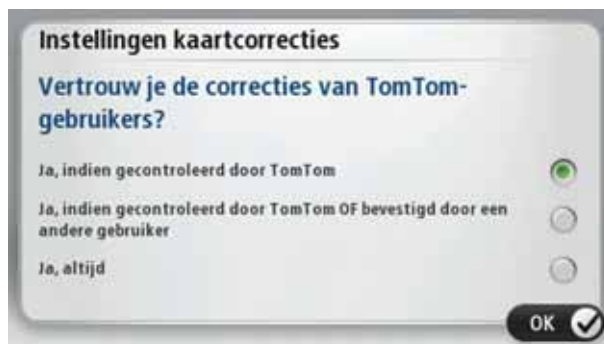 Instellingen kaartcorrecties
Vertrouw je de correcties van TomTom-
gebruikers?
Ja, indien gecontroleerd door TomTom
Ja, indien gecontroleerd door TomTom OF bevestigd door een
andere gebruiker
Ja, altijd
OK